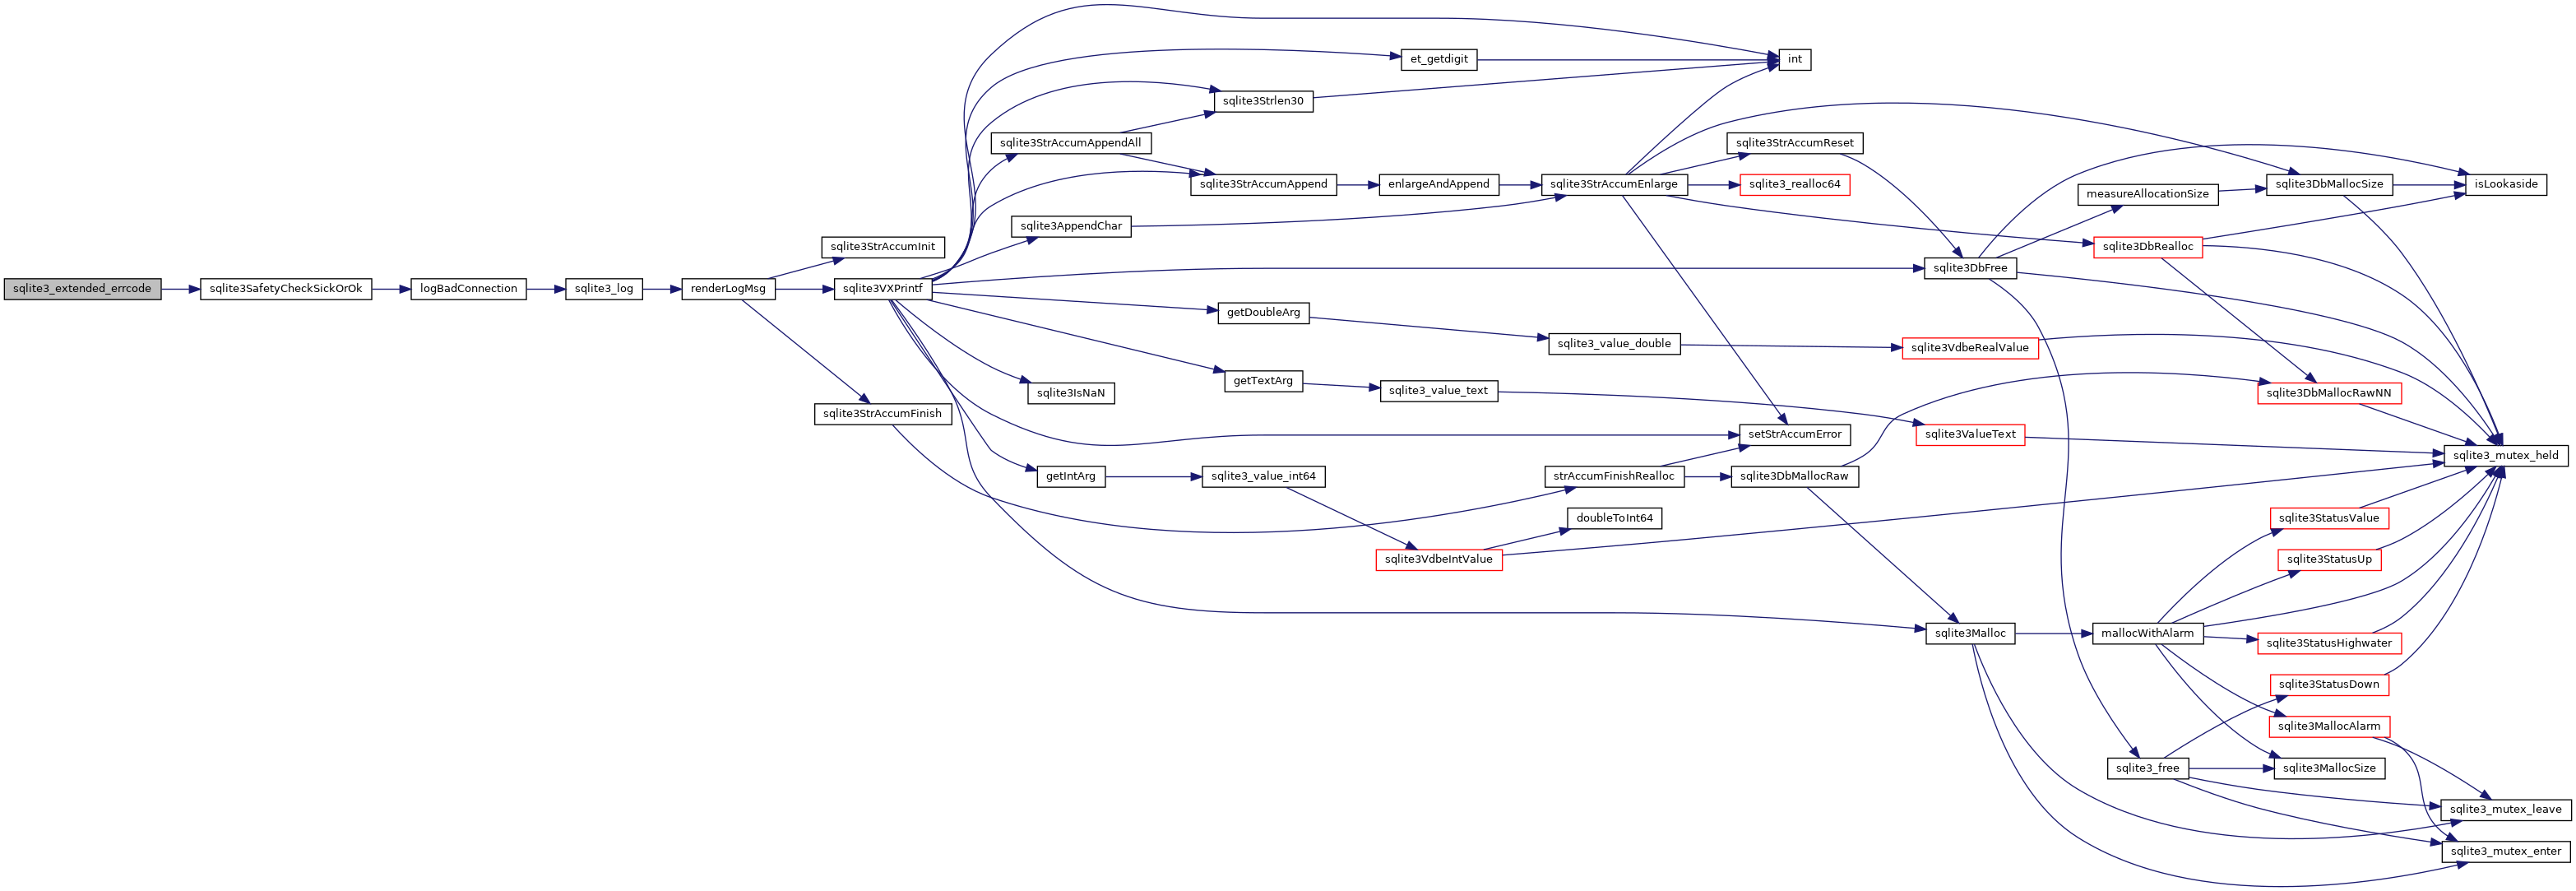 sqlite3_extended_errcode
sqlite3SafetyCheckSickOrOk
logBadConnection
sqlite3_log
renderLogMsg
sqlite3StrAccumInit
sqlite3VXPrintf
sqlite3StrAccumFinish
sqlite3StrAccumAppendAll
sqlite3AppendChar
sqlite3IsNaN
getIntArg
et_getdigit
sqlite3Strlen30
sqlite3StrAccumAppend
getDoubleArg
getTextArg
sqlite3_value_int64
enlargeAndAppend
sqlite3_value_text
sqlite3VdbeIntValue
sqlite3StrAccumEnlarge
sqlite3_value_double
strAccumFinishRealloc
doubleToInt64
int
sqlite3StrAccumReset
sqlite3_realloc64
setStrAccumError
sqlite3DbMallocRaw
sqlite3DbFree
sqlite3VdbeRealValue
sqlite3ValueText
sqlite3Malloc
measureAllocationSize
sqlite3DbRealloc
mallocWithAlarm
sqlite3_free
sqlite3DbMallocSize
sqlite3DbMallocRawNN
sqlite3StatusValue
sqlite3StatusUp
sqlite3StatusHighwater
sqlite3StatusDown
sqlite3MallocAlarm
sqlite3MallocSize
isLookaside
sqlite3_mutex_held
sqlite3_mutex_leave
sqlite3_mutex_enter